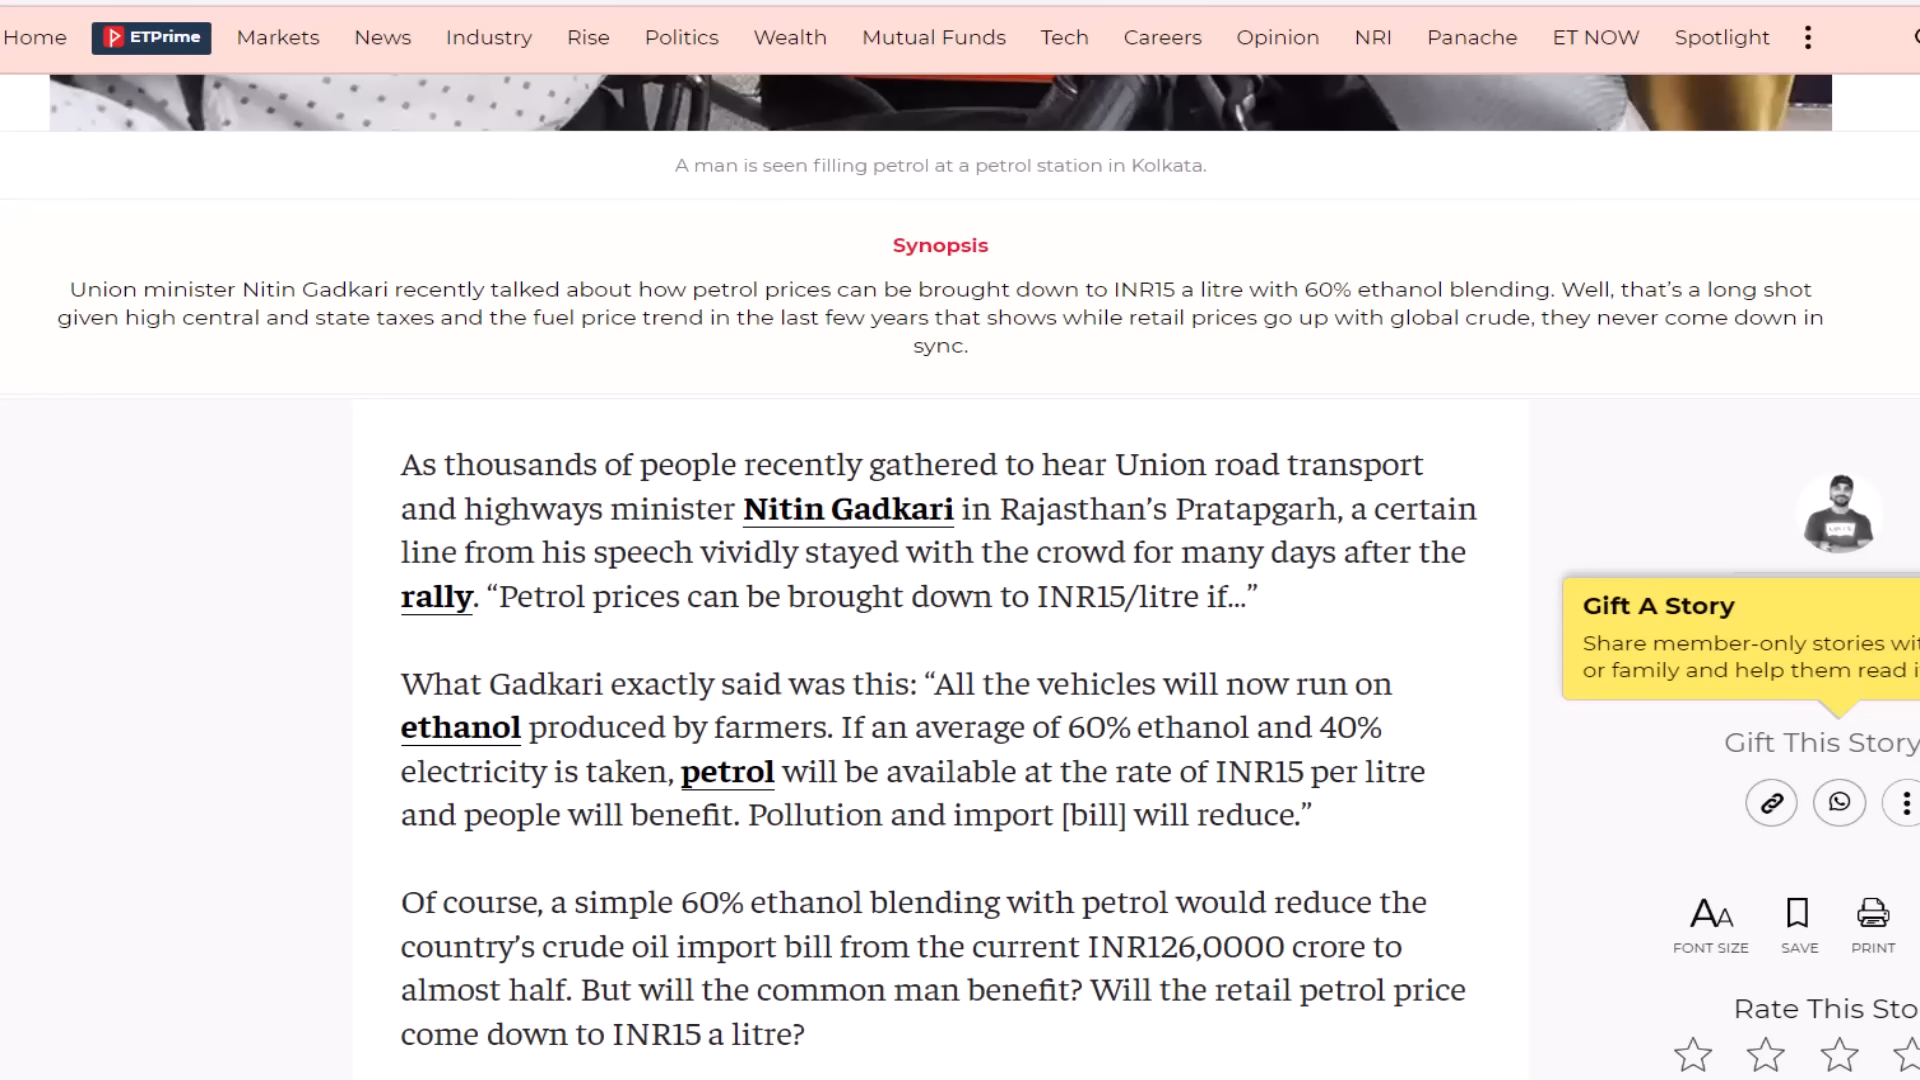 Home ETPrime Markets News Industry Rise Politics Wealth Mutual Funds Tech Careers Opinion NRI Panache ET NOW Spotlight
A man is seen filling petrol at a petrol station in Kolkata.
Synopsis
Union minister Nitin Gadkari recently talked about how petrol prices can be brought down to INR15 a litre with 60% ethanol blending. Well, that’s a long shot
given high central and state taxes and the fuel price trend in the last few years that shows while retail prices go up with global crude, they never come down in
sync.
As thousands of people recently gathered to hear Union road transport
and highways minister Nitin Gadkari in Rajasthan’s Pratapgarh, a certain
line from his speech vividly stayed with the crowd for many days after the
rally. “Petrol prices can be brought down to INR15/litre if...”
What Gadkari exactly said was this: “All the vehicles will now run on
ethanol produced by farmers. If an average of 60% ethanol and 40%
electricity is taken, petrol will be available at the rate of INR15 per litre
and people will benefit. Pollution and import [bill] will reduce.”
Of course, a simple 60% ethanol blending with petrol would reduce the
country’s crude oil import bill from the current INR126,0000 crore to
almost half. But will the common man benefit? Will the retail petrol price
come down to INR15 a litre?
Gift A Story
Share member-only stories
or family and help them read
Gift This Story
FONT SIZE SAVE PRINT
Rate This